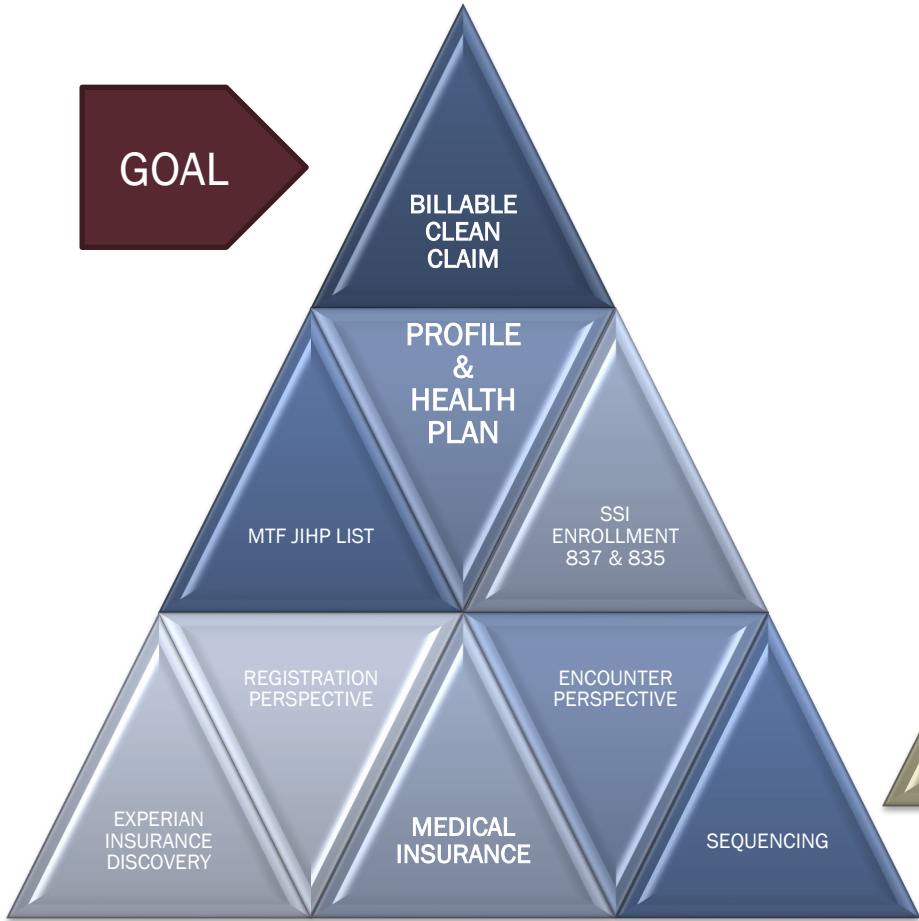 GOAL
BILLABLE
CLEAN
CLAIM
PROFILE
&
HEALTH
PLAN
MTF JIHP LIST
SSI
ENROLLMENT
837 & 835
REGISTRATION
PERSPECTIVE
ENCOUNTER
PERSPECTIVE
EXPERIAN
INSURANCE
DISCOVERY
MEDICAL
INSURANCE
SEQUENCING